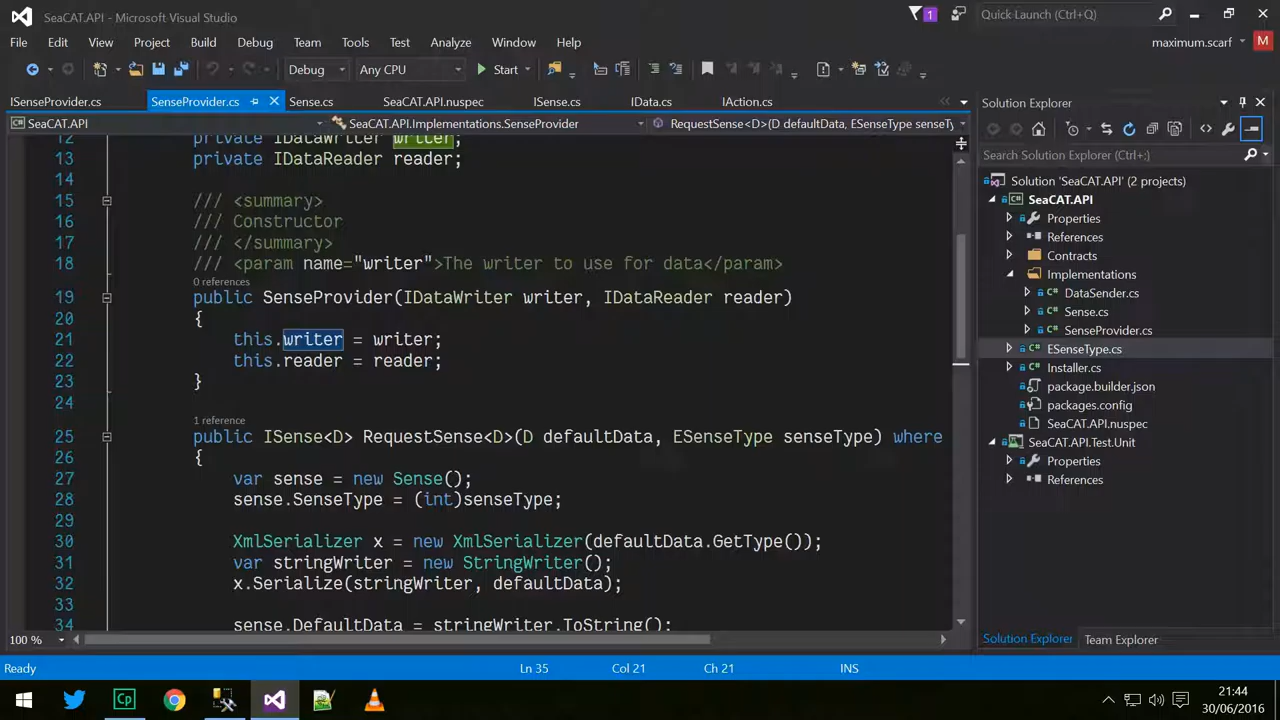 SeaCAT.API - Microsoft Visual Studio
1
Quick Launch (Ctrl+;)
File Edit View Project Build Debug Team Tools Test Analyze Window Help
maximum.scarf M
Debug Any CPU Start
ISenseProvider.cs SenseProvider.cs Sense.cs SeaCAT.API.nuspec ISense.cs IData.cs IAction.cs
SeaCAT.API SeaCAT.API.Implementations.SenseProvider RequestSense<D>(D defaultData, ESenseType senseTy
12 private IDataWriter writer;
13 private IDataReader reader;
14
15 /// <summary>
16 /// Constructor
17 /// </summary>
18 /// <param name="writer">The writer to use for data</param>
0 references
19 public SenseProvider(IDataWriter writer, IDataReader reader)
20 {
21 this.writer = writer;
22 this.reader = reader;
23 }
24
1 reference
25 public ISense<D> RequestSense<D>(D defaultData, ESenseType senseType) where
26 {
27 var sense = new Sense();
28 sense.SenseType = (int)senseType;
29
30 XmlSerializer x = new XmlSerializer(defaultData.GetType());
31 var stringWriter = new StringWriter();
32 x.Serialize(stringWriter, defaultData);
33
34 sense.DefaultData = stringWriter.ToString();
100 %
Solution Explorer
Search Solution Explorer (Ctrl+;)
Solution 'SeaCAT.API' (2 projects)
SeaCAT.API
Properties
References
Contracts
Implementations
DataSender.cs
Sense.cs
SenseProvider.cs
ESenseType.cs
Installer.cs
package.builder.json
packages.config
SeaCAT.API.nuspec
SeaCAT.API.Test.Unit
Properties
References
Solution Explorer Team Explorer
Ready Ln 35 Col 21 Ch 21 INS
Cp
21:44
30/06/2016